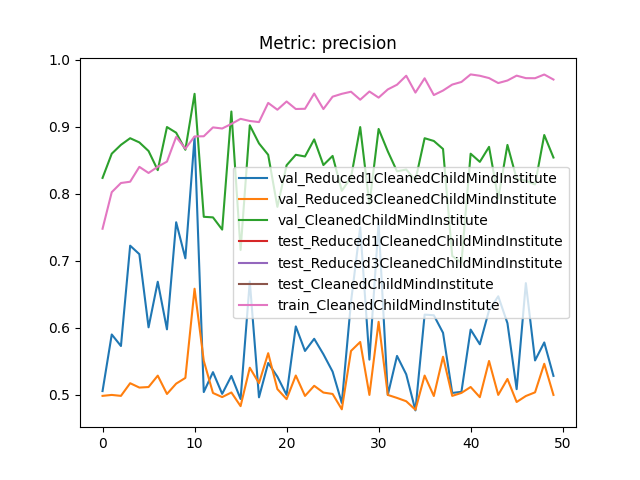 Metric: precision
1.0
0.9
0.8
0.7
0.6
0.5
val_Reduced1CleanedChildMindInstitute
val_Reduced3CleanedChildMindInstitute
val_CleanedChildMindInstitute
test_Reduced1CleanedChildMindInstitute
test_Reduced3CleanedChildMindInstitute
test_CleanedChildMindInstitute
train_CleanedChildMindInstitute
0 10 20 30 40 50